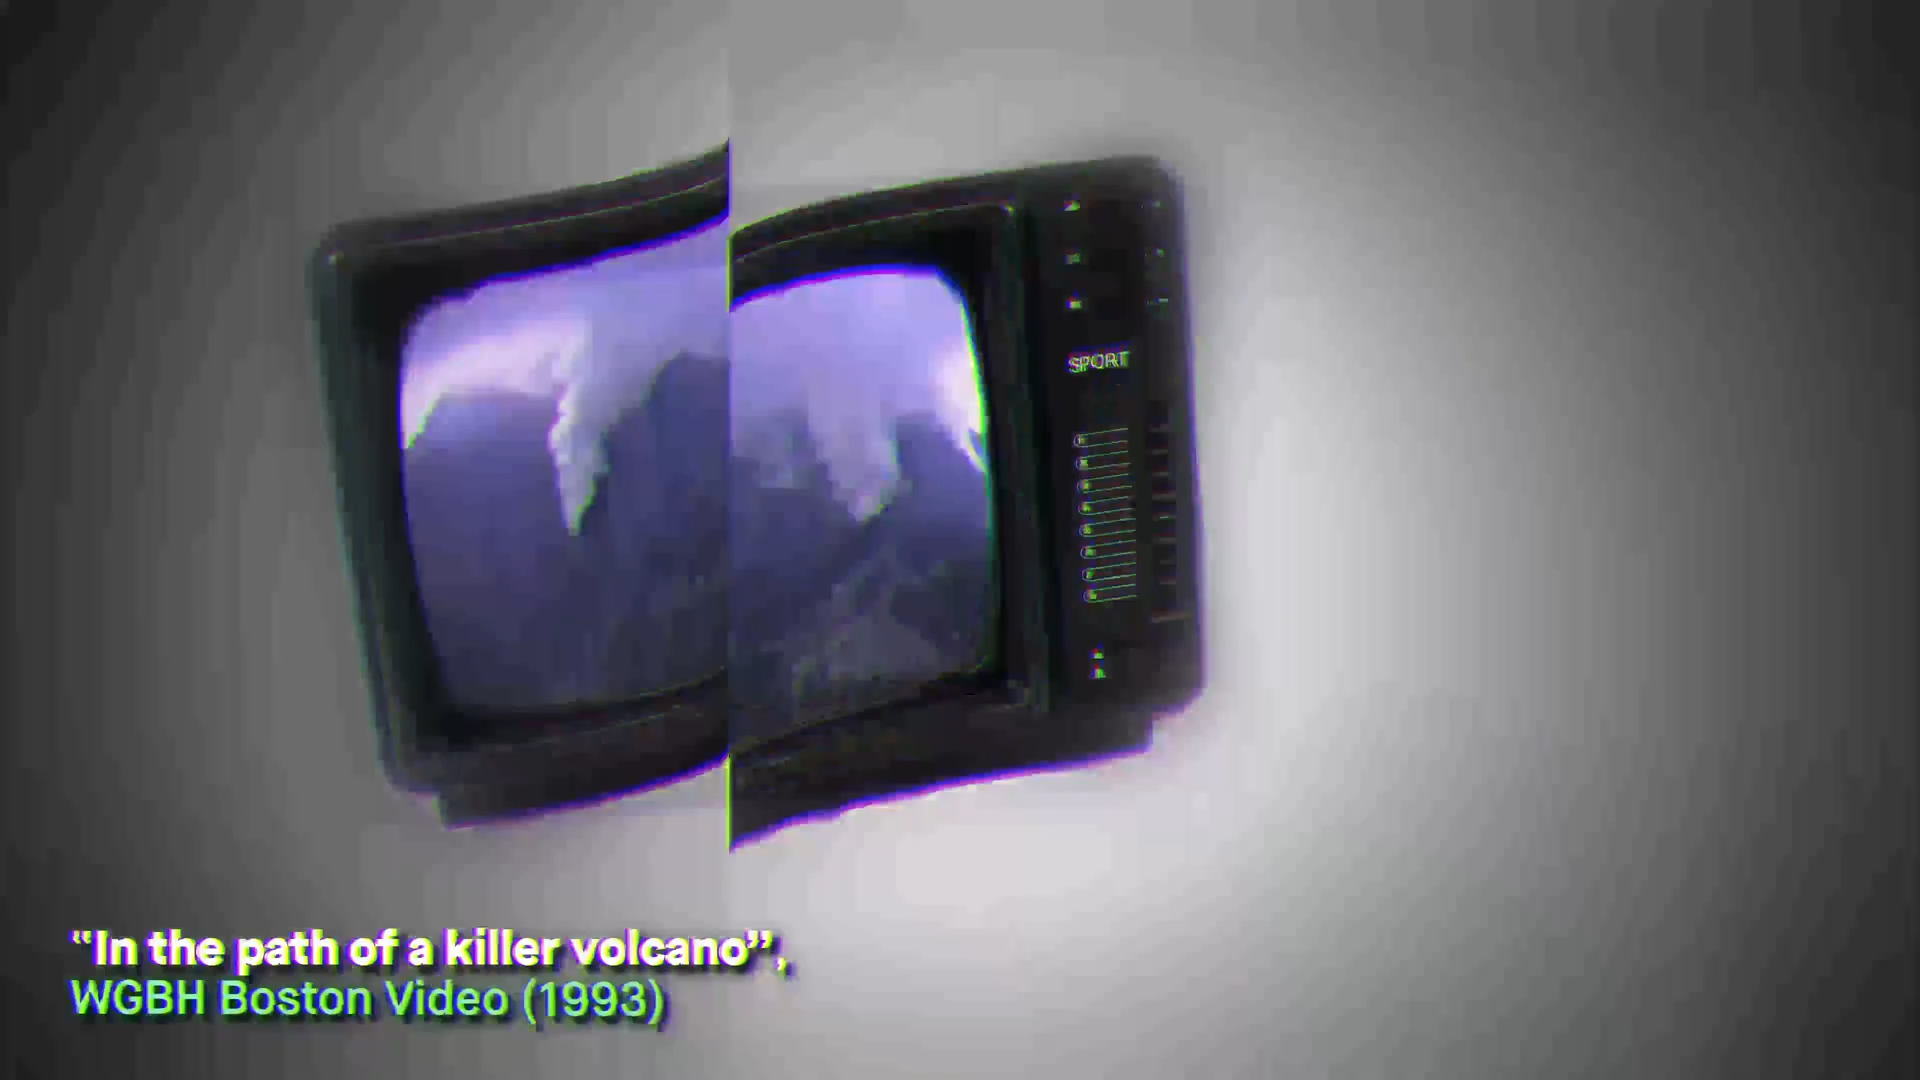 SPORT
“In the path of a killer volcano”,
WGBH Boston Video (1993)